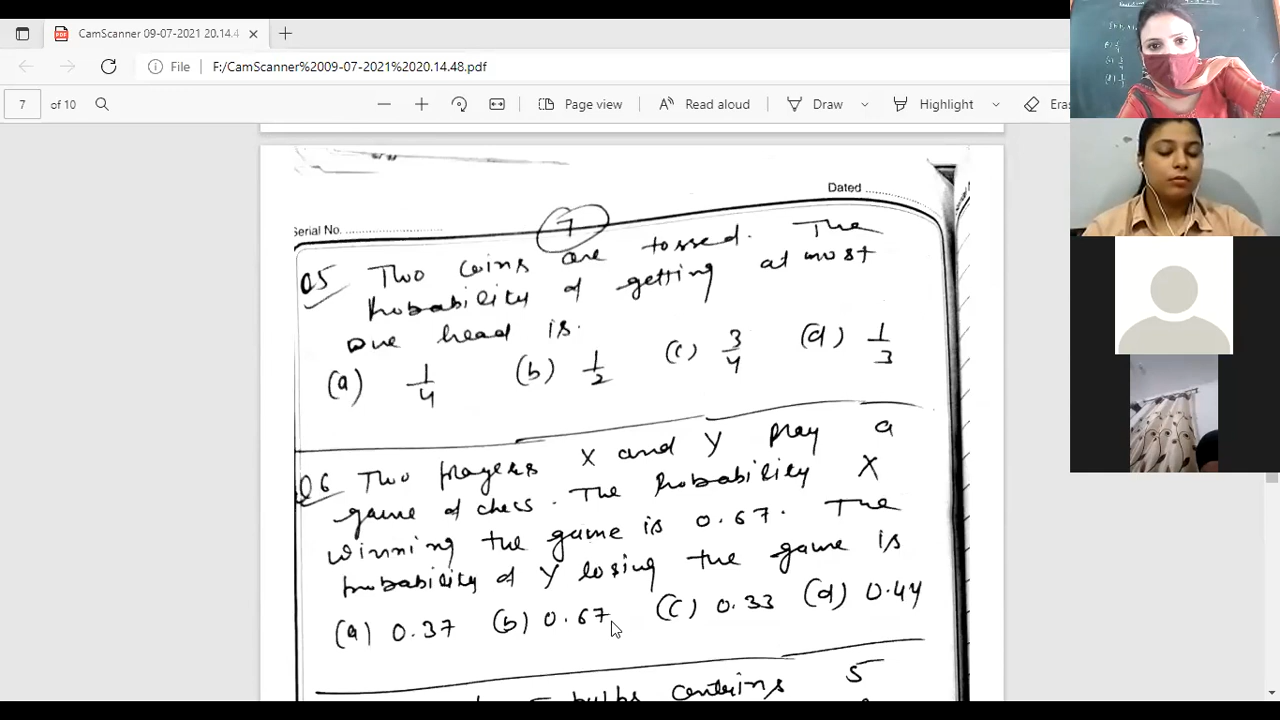 CamScanner 09-07-2021 20.14.4
File F:/CamScanner%2009-07-2021%2020.14.48.pdf
7 of 10 Page view Read aloud Draw Highlight Eras
Dated
Serial No.
7
Q5 Two coins are tossed. The
Probability of getting at most
one head is.
(a) 1/4 (b) 1/2 (c) 3/4 (d) 1/3
Q6 Two players X and Y play a
game of chess. The Probability X
winning the game is 0.67. The
Probability of Y losing the game is
(a) 0.37 (b) 0.67 (c) 0.33 (d) 0.44
bulbs contains 5